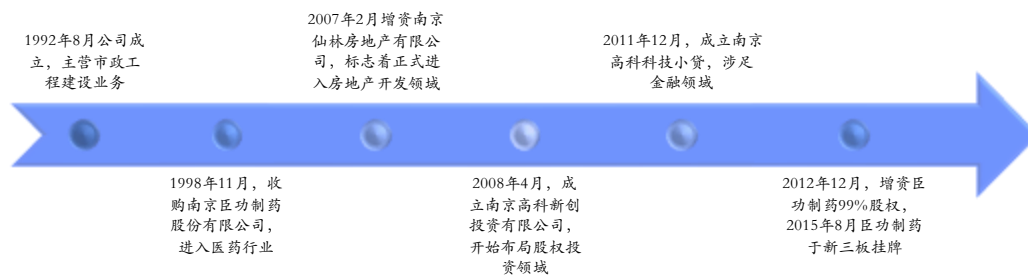 1992年8月公司成
立，主营市政工
程建设业务
1998年11月，收
购南京臣功制药
股份有限公司，
进入医药行业
2007年2月增资南京
仙林房地产有限公
司，标志着正式进
入房地产开发领域
2008年4月，成
立南京高科新创
投资有限公司，
开始布局股权投
资领域
2011年12月，成立南京
高科科技小贷，涉足
金融领域
2012年12月，增资臣
功制药99%股权，
2015年8月臣功制药
于新三板挂牌